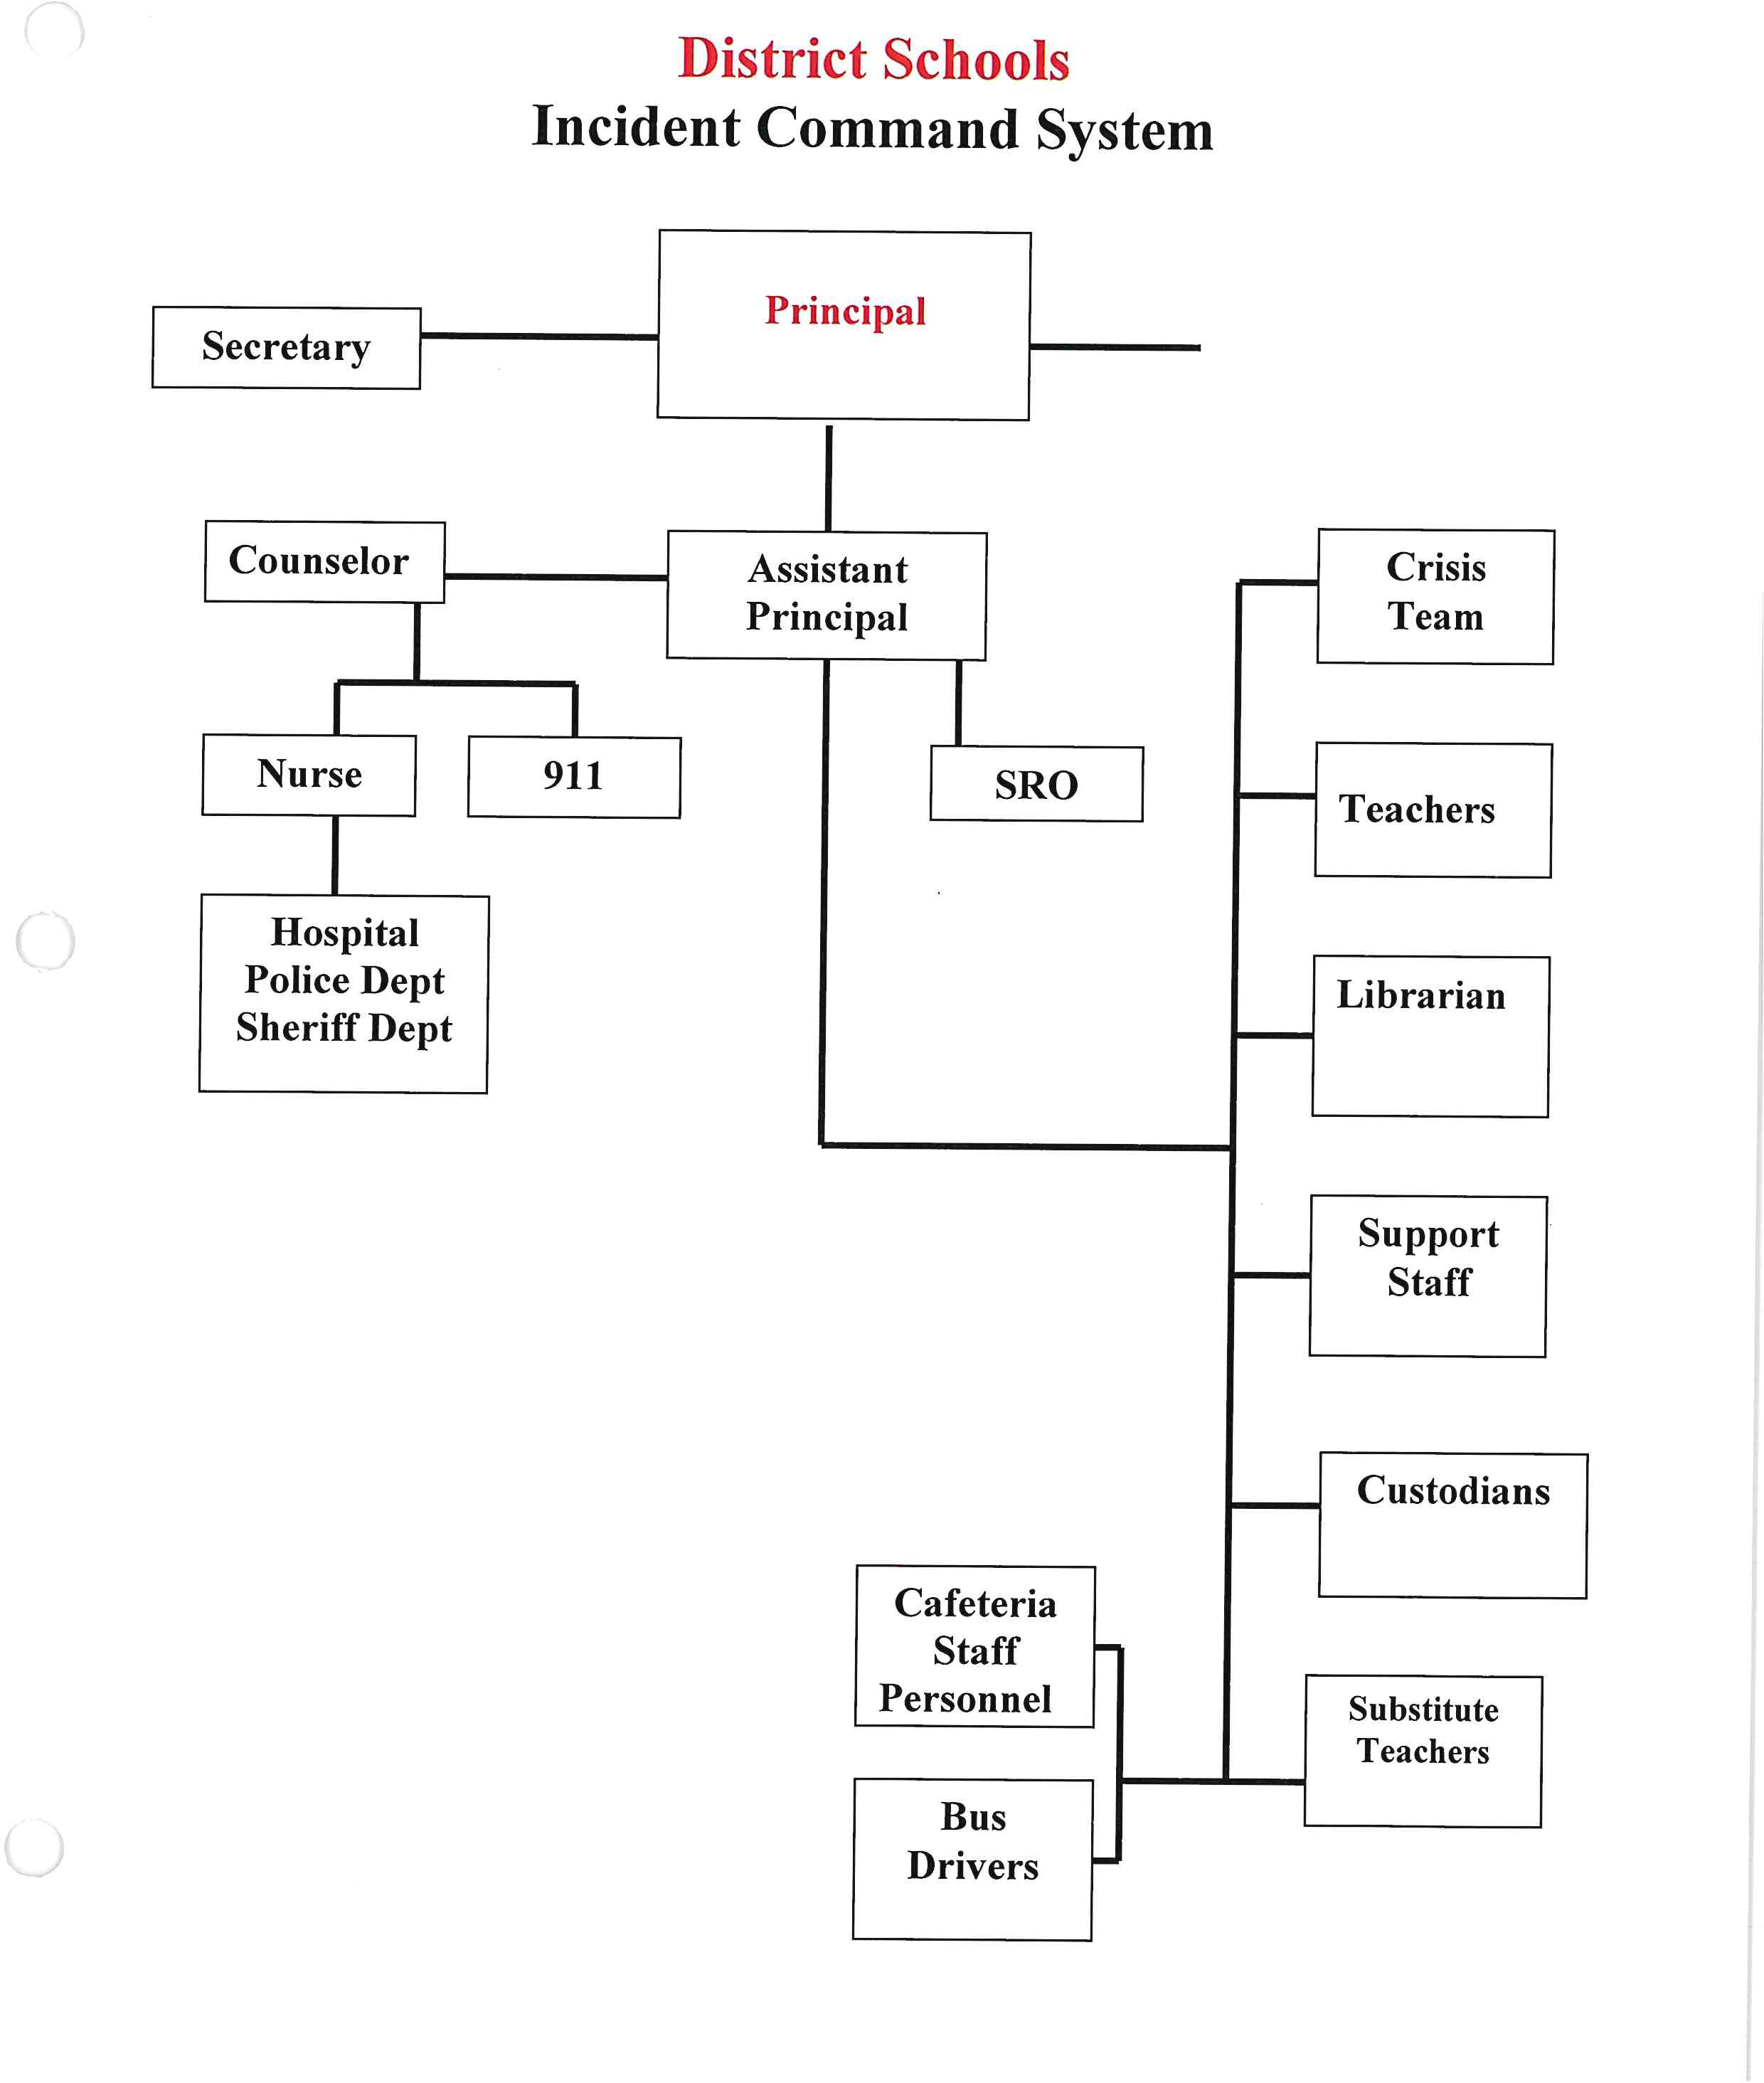 District Schools
Incident Command System
Principal
Secretary
Counselor
Assistant
Principal
Crisis
Team
Nurse
911
SRO
Teachers
Hospital
Police Dept
Sheriff Dept
Librarian
Support
Staff
Custodians
Cafeteria
Staff
Personnel
Substitute
Teachers
Bus
Drivers